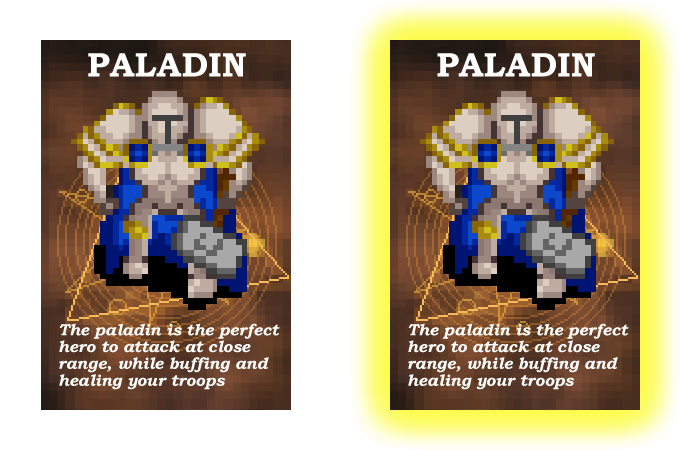 PALADIN
The paladin is the perfect
hero to attack at close
range, while buffing and
healing your troops
PALADIN
The paladin is the perfect
hero to attack at close
range, while buffing and
healing your troops